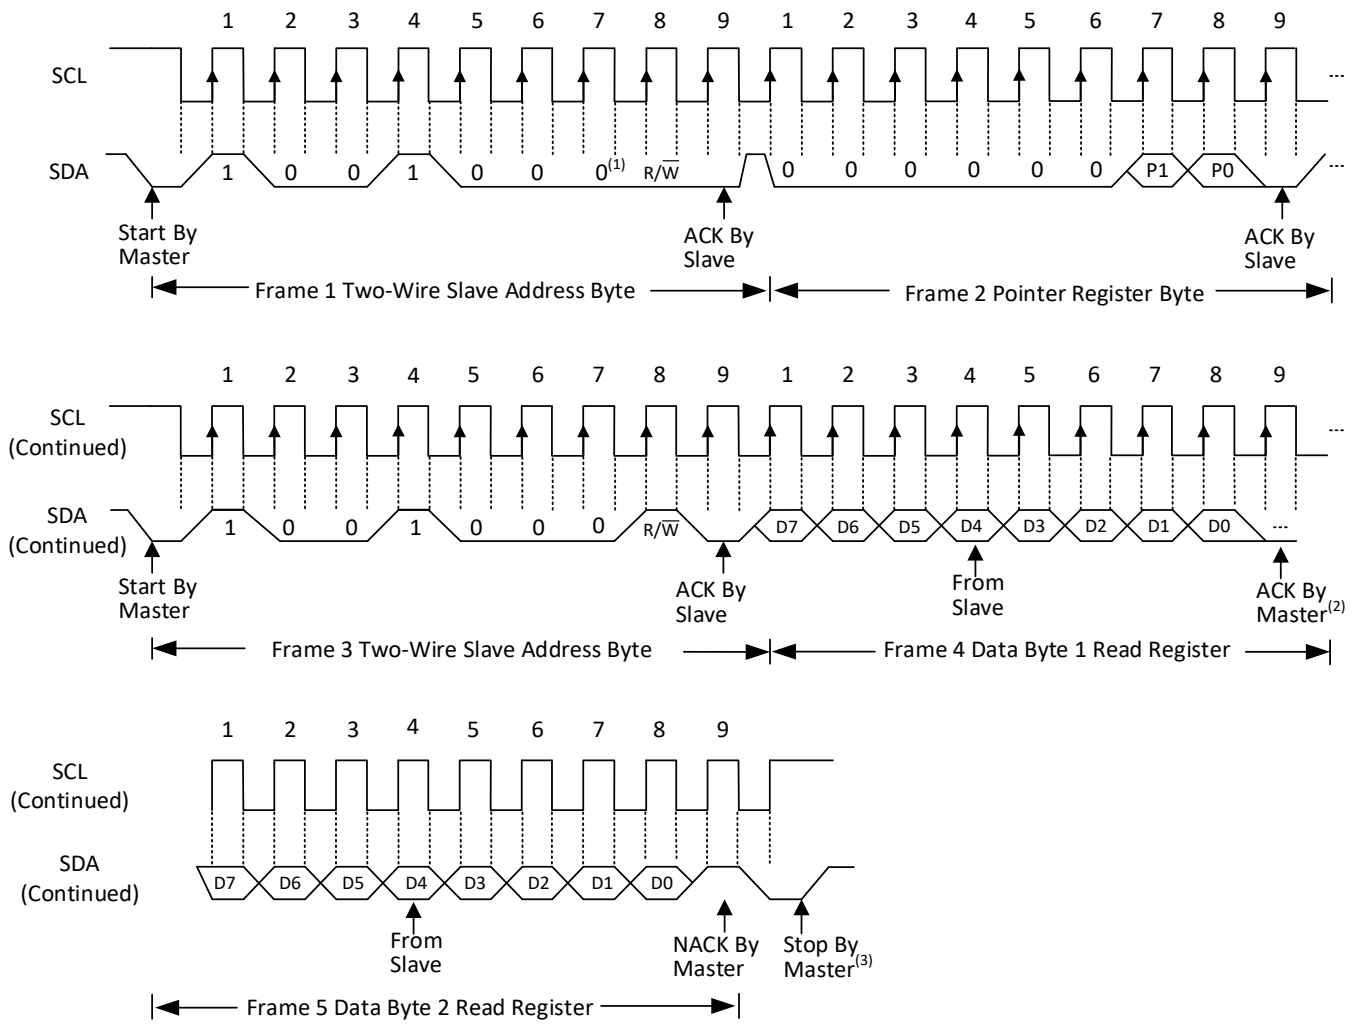 1 2 3 4 5 6 7 8 9 1 2 3 4 5 6 7 8 9
SCL ...
SDA 1 0 0 1 0 0 0(1) R/W̅ 0 0 0 0 0 0 P1 P0 ...
Start By
Master
ACK By
Slave
ACK By
Slave
Frame 1 Two-Wire Slave Address Byte
Frame 2 Pointer Register Byte
1 2 3 4 5 6 7 8 9 1 2 3 4 5 6 7 8 9
SCL
(Continued)
...
SDA
(Continued)
1 0 0 1 0 0 0 R/W̅ D7 D6 D5 D4 D3 D2 D1 D0 ...
Start By
Master
ACK By
Slave
From
Slave
ACK By
Master(2)
Frame 3 Two-Wire Slave Address Byte
Frame 4 Data Byte 1 Read Register
1 2 3 4 5 6 7 8 9
SCL
(Continued)
SDA
(Continued)
D7 D6 D5 D4 D3 D2 D1 D0
From
Slave
NACK By
Master
Stop By
Master(3)
Frame 5 Data Byte 2 Read Register